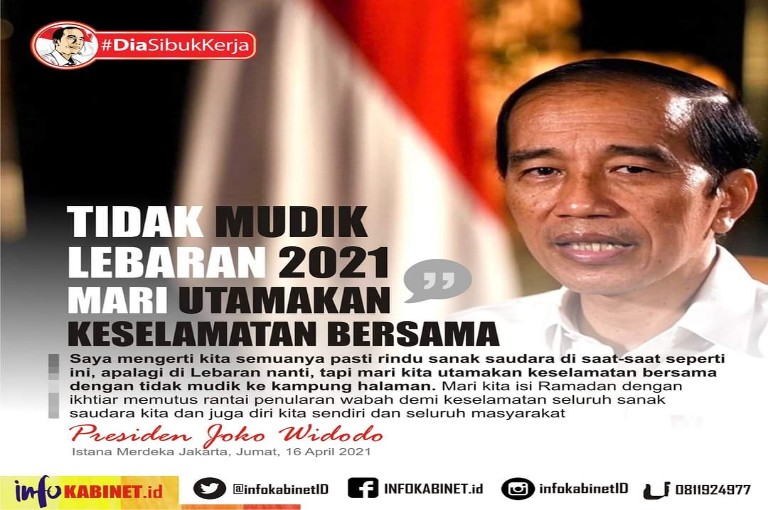 #DiaSibukKerja
TIDAK MUDIK
LEBARAN 2021
MARI UTAMAKAN
KESELAMATAN BERSAMA
Saya mengerti kita semuanya pasti rindu sanak saudara di saat-saat seperti
ini, apalagi di Lebaran nanti, tapi mari kita utamakan keselamatan bersama
dengan tidak mudik ke kampung halaman. Mari kita isi Ramadan dengan
ikhtiar memutus rantai penularan wabah demi keselamatan seluruh sanak
saudara kita dan juga diri kita sendiri dan seluruh masyarakat
Presiden Joko Widodo
Istana Merdeka Jakarta, Jumat, 16 April 2021
info KABINET.id @infokabinetID INFOKABINET.id infokabinetID 0811924977